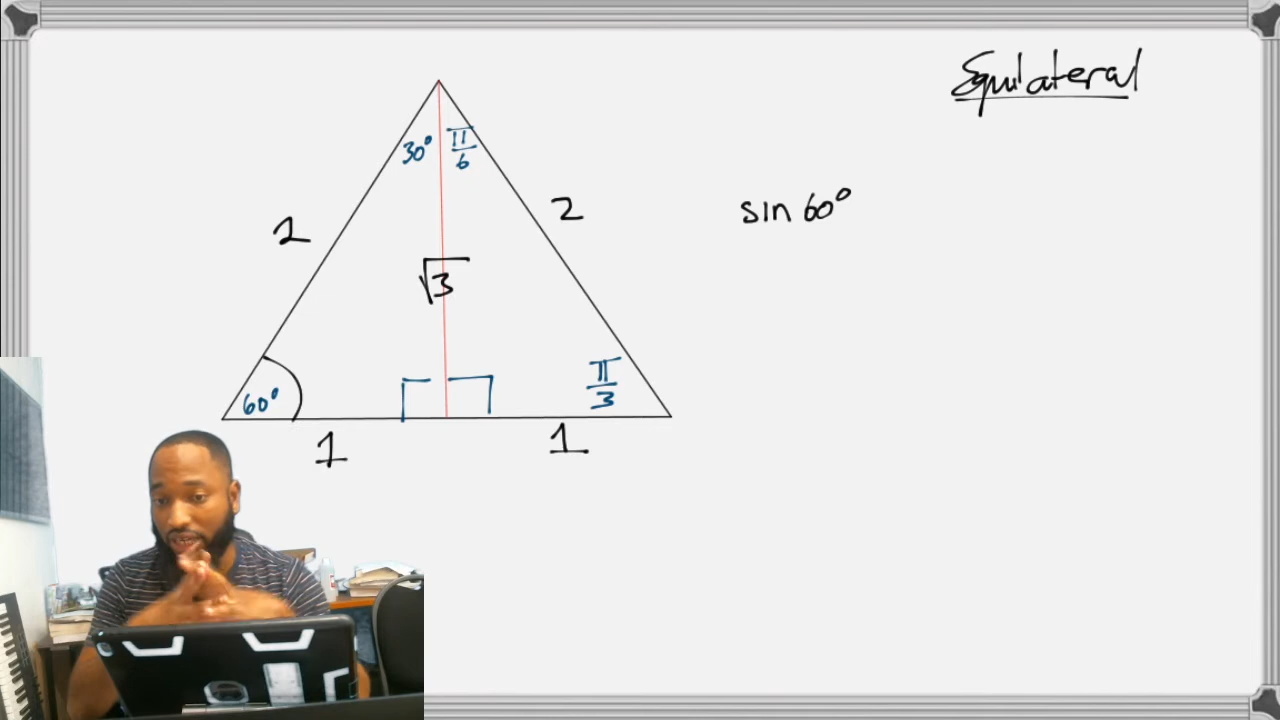 Equilateral
30°
π/6
2
2
sin 60°
√3
60°
π/3
1
1